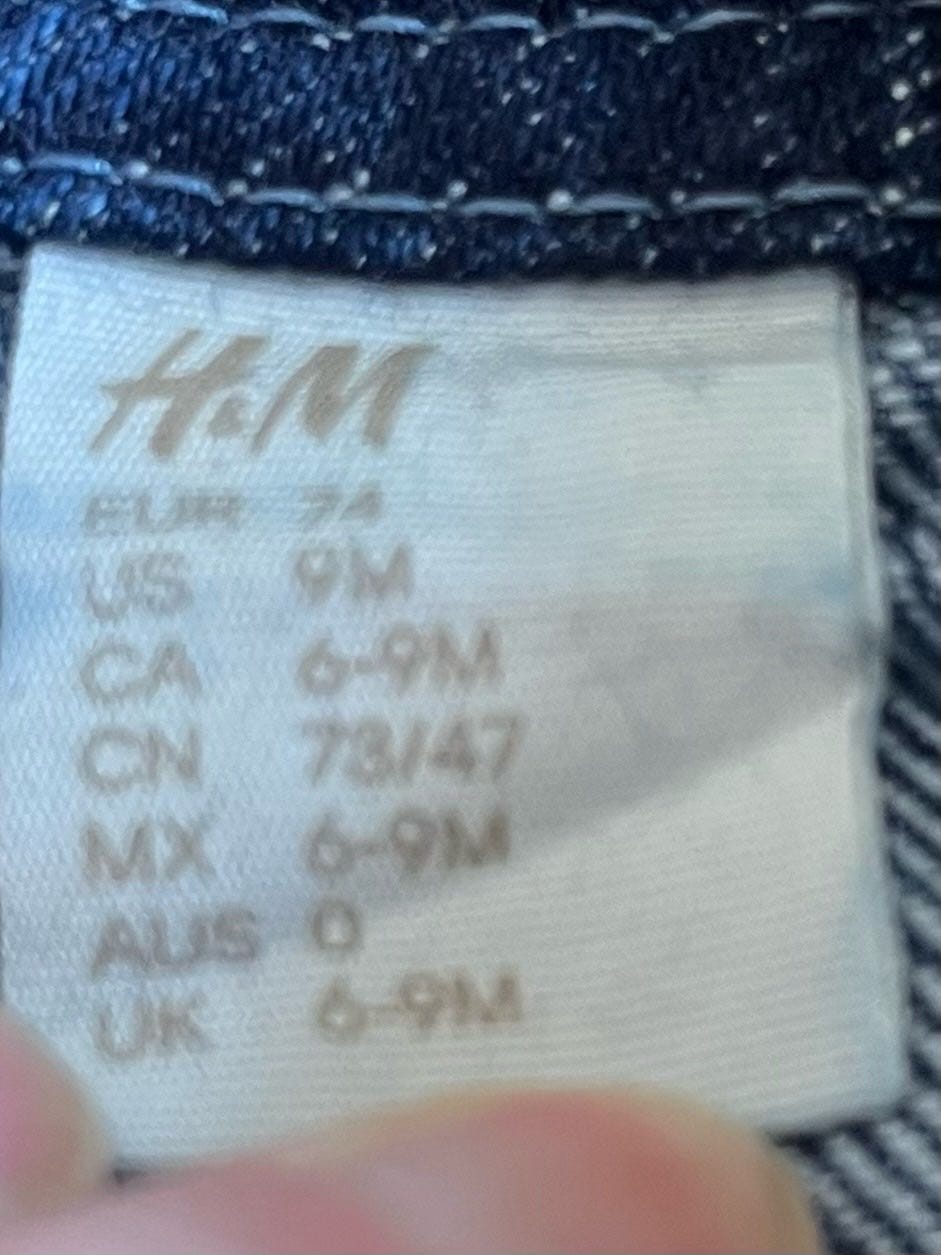 H&M
EUR 74
US 9M
CA 6-9M
CN 73/47
MX 6-9M
AUS 0
UK 6-9M